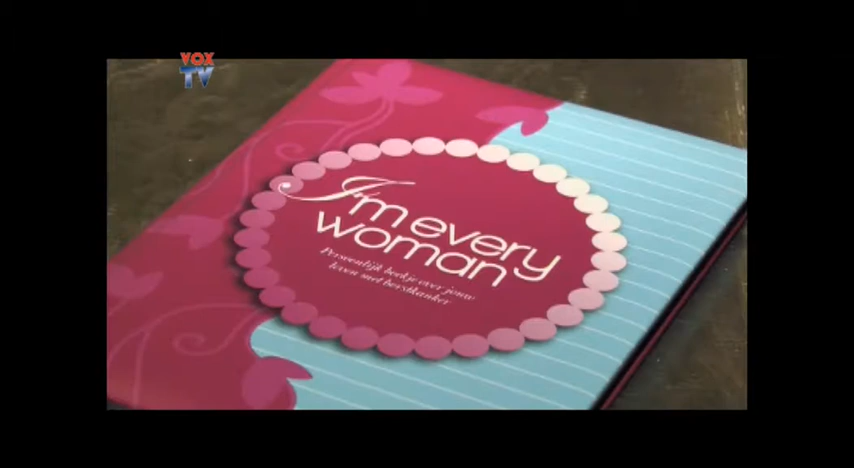 VOX
TV
I'm every
woman
Persoonlijk boekje over jouw
leven met borstkanker